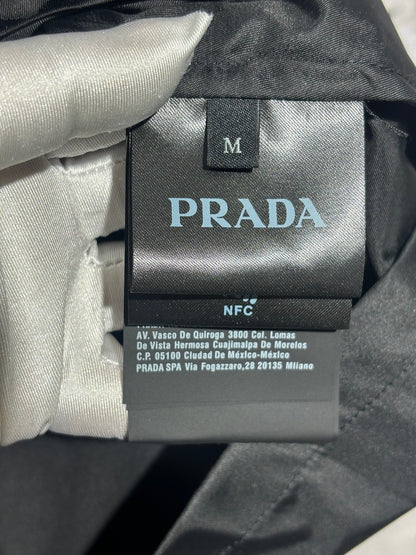 M
PRADA
NFC
AV. Vasco De Quiroga 3800 Col. Lomas
De Vista Hermosa Cuajimalpa De Morelos
C.P. 05100 Ciudad De México-México
PRADA SPA Via Fogazzaro,28 20135 Milano